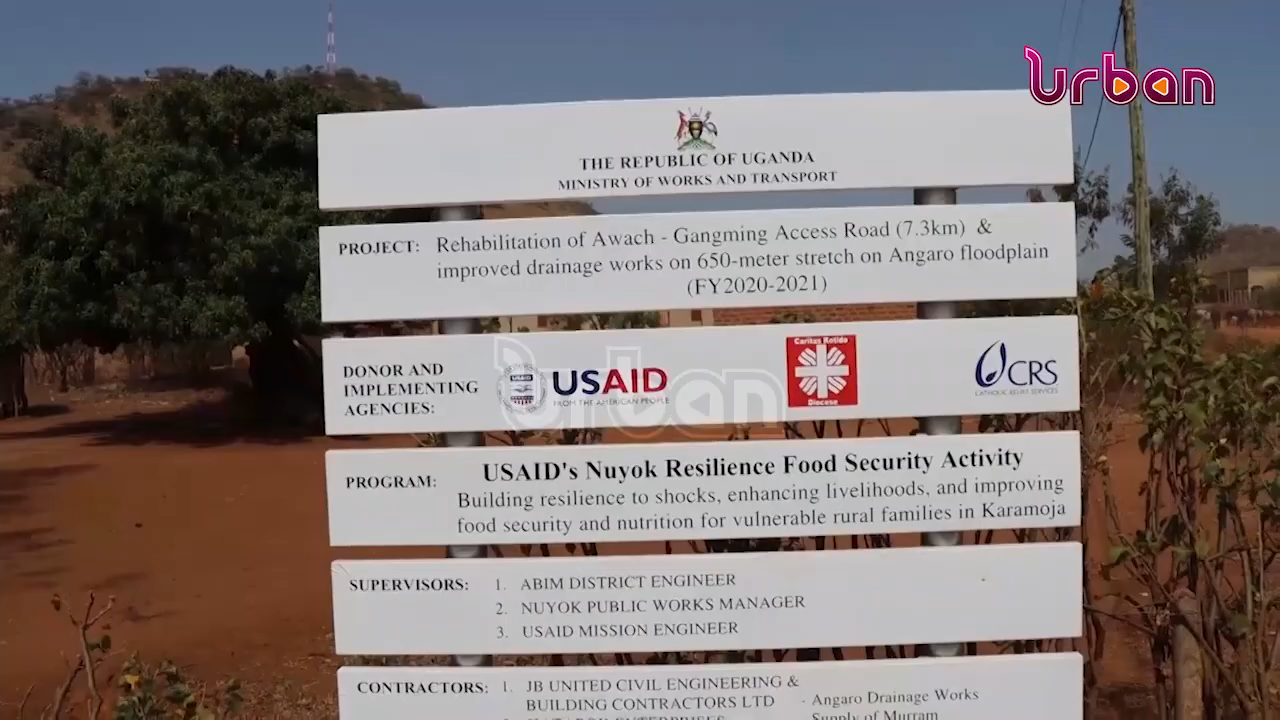 urban
THE REPUBLIC OF UGANDA
MINISTRY OF WORKS AND TRANSPORT
PROJECT: Rehabilitation of Awach - Gangming Access Road (7.3km) &
improved drainage works on 650-meter stretch on Angaro floodplain
(FY2020-2021)
DONOR AND
IMPLEMENTING
AGENCIES:
USAID
USAID
FROM THE AMERICAN PEOPLE
urban
Caritas Kotido
Diocese
CRS
CATHOLIC RELIEF SERVICES
PROGRAM: USAID's Nuyok Resilience Food Security Activity
Building resilience to shocks, enhancing livelihoods, and improving
food security and nutrition for vulnerable rural families in Karamoja
SUPERVISORS: 1. ABIM DISTRICT ENGINEER
2. NUYOK PUBLIC WORKS MANAGER
3. USAID MISSION ENGINEER
CONTRACTORS: 1. JB UNITED CIVIL ENGINEERING &
BUILDING CONTRACTORS LTD - Angaro Drainage Works
ENTERPRISES Supply of Murram